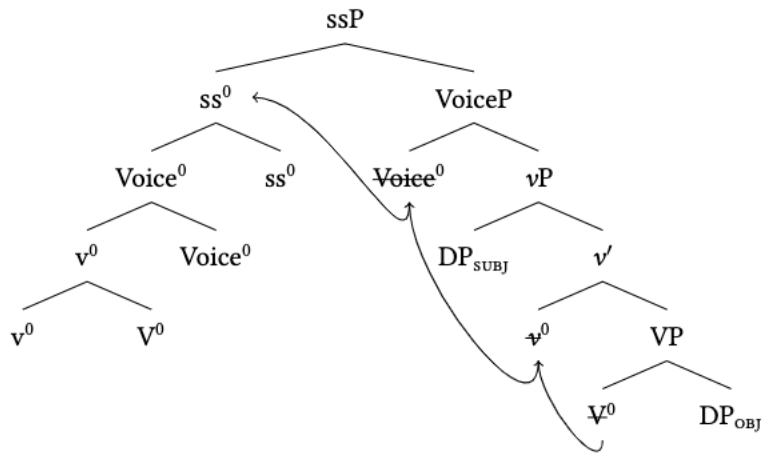 ssP
ss⁰ VoiceP
Voice⁰ ss⁰ Voice⁰ vP
v⁰ Voice⁰ DP_SUBJ v′
v⁰ V⁰ v⁰ VP
V⁰ DP_OBJ